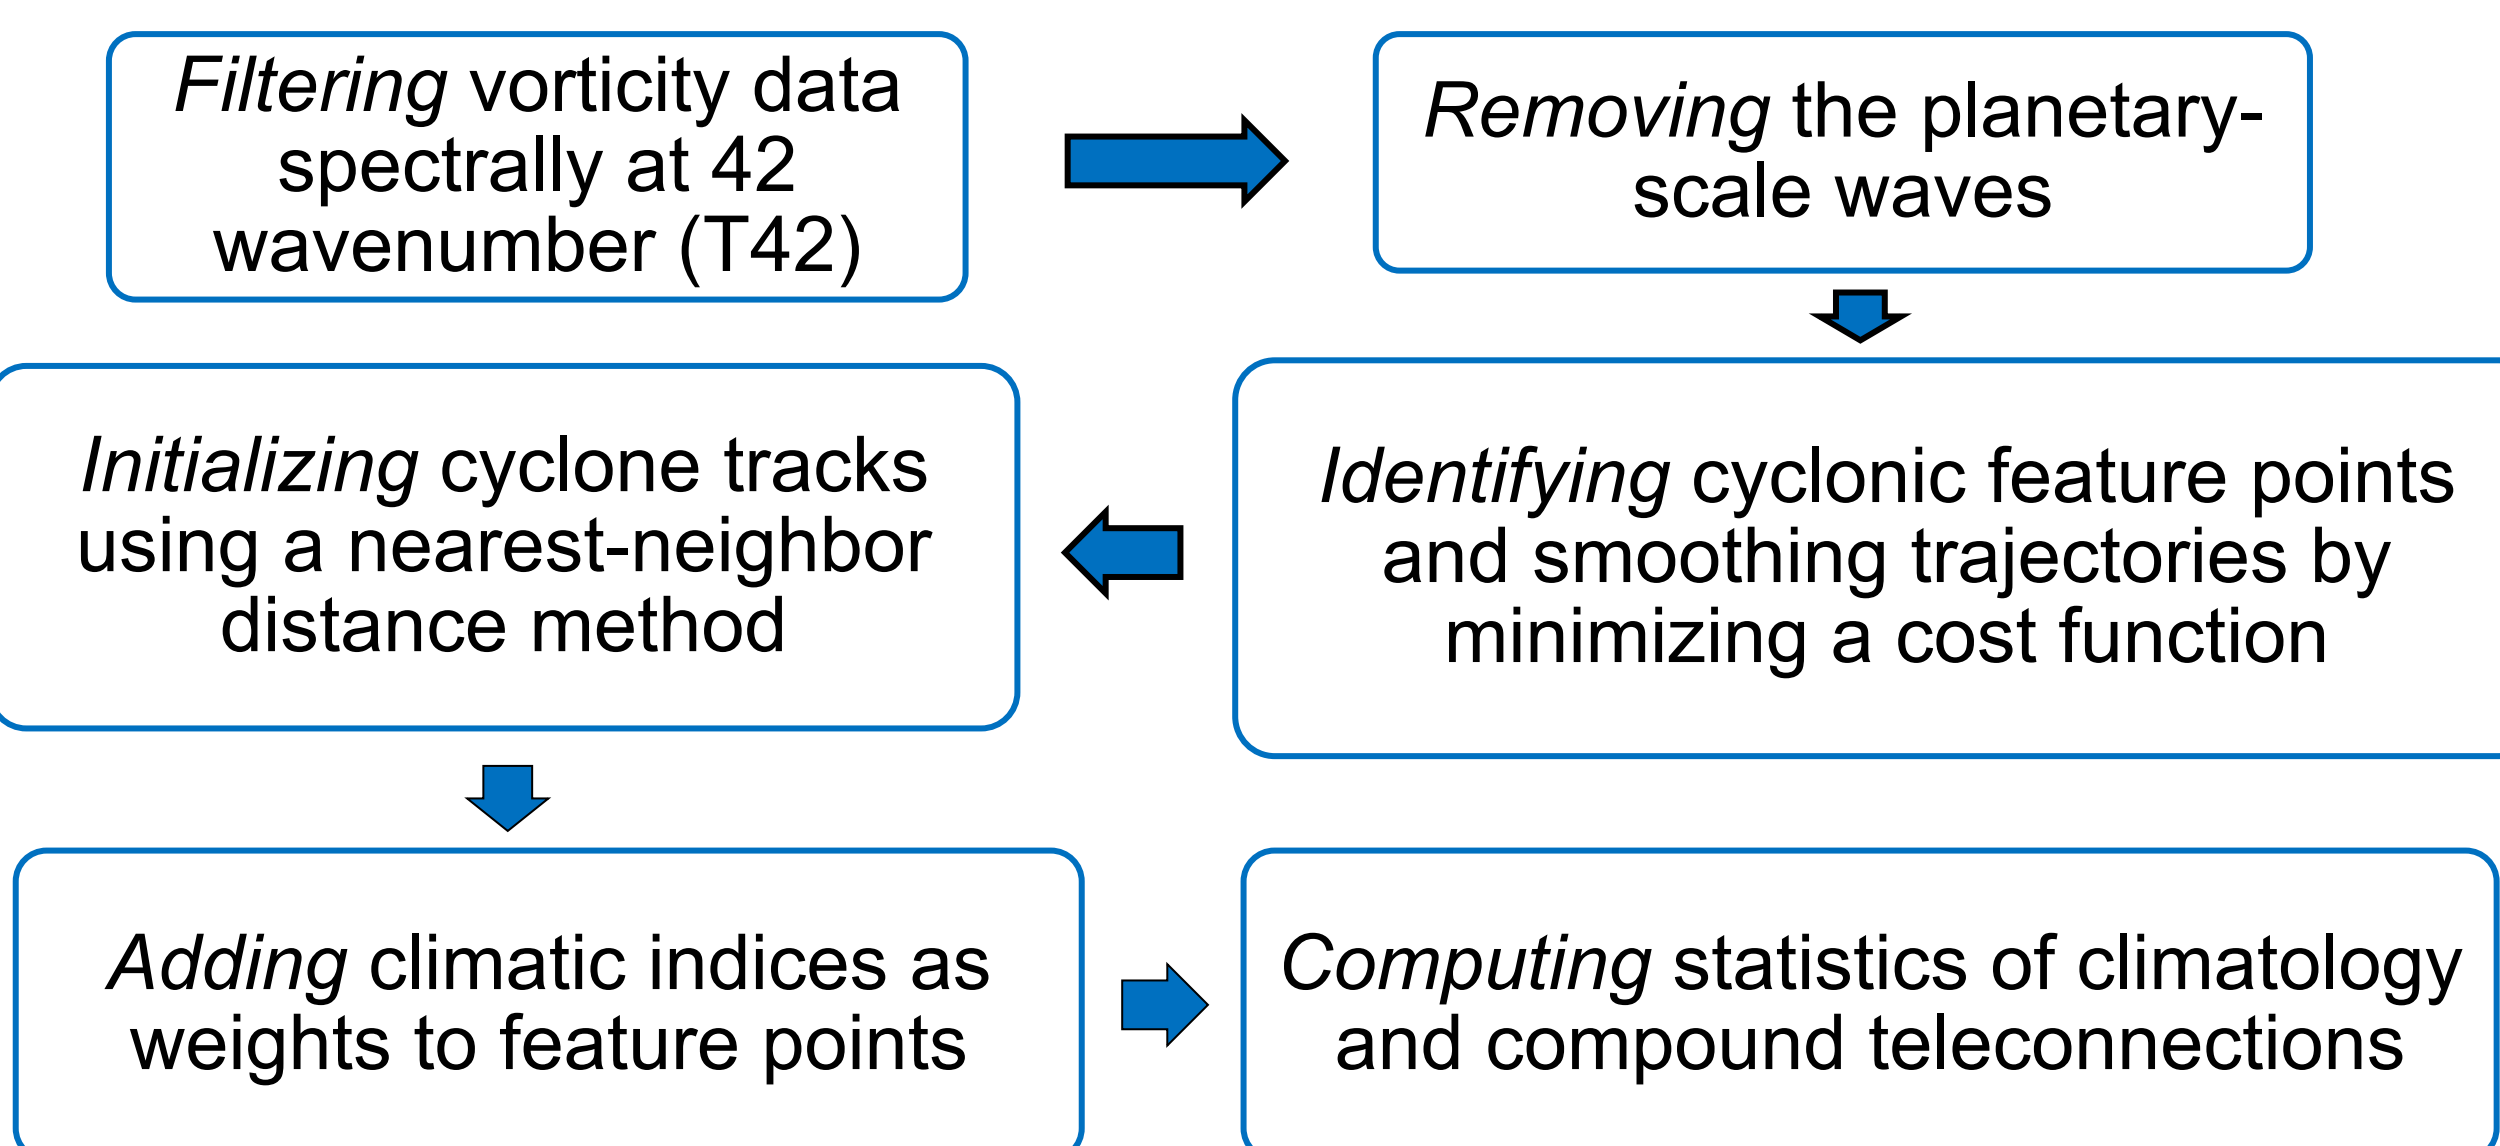 Filtering vorticity data
spectrally at 42
wavenumber (T42)
Removing the planetary-
scale waves
Identifying cyclonic feature points
and smoothing trajectories by
minimizing a cost function
Initializing cyclone tracks
using a nearest-neighbor
distance method
Adding climatic indices as
weights to feature points
Computing statistics of climatology
and compound teleconnections